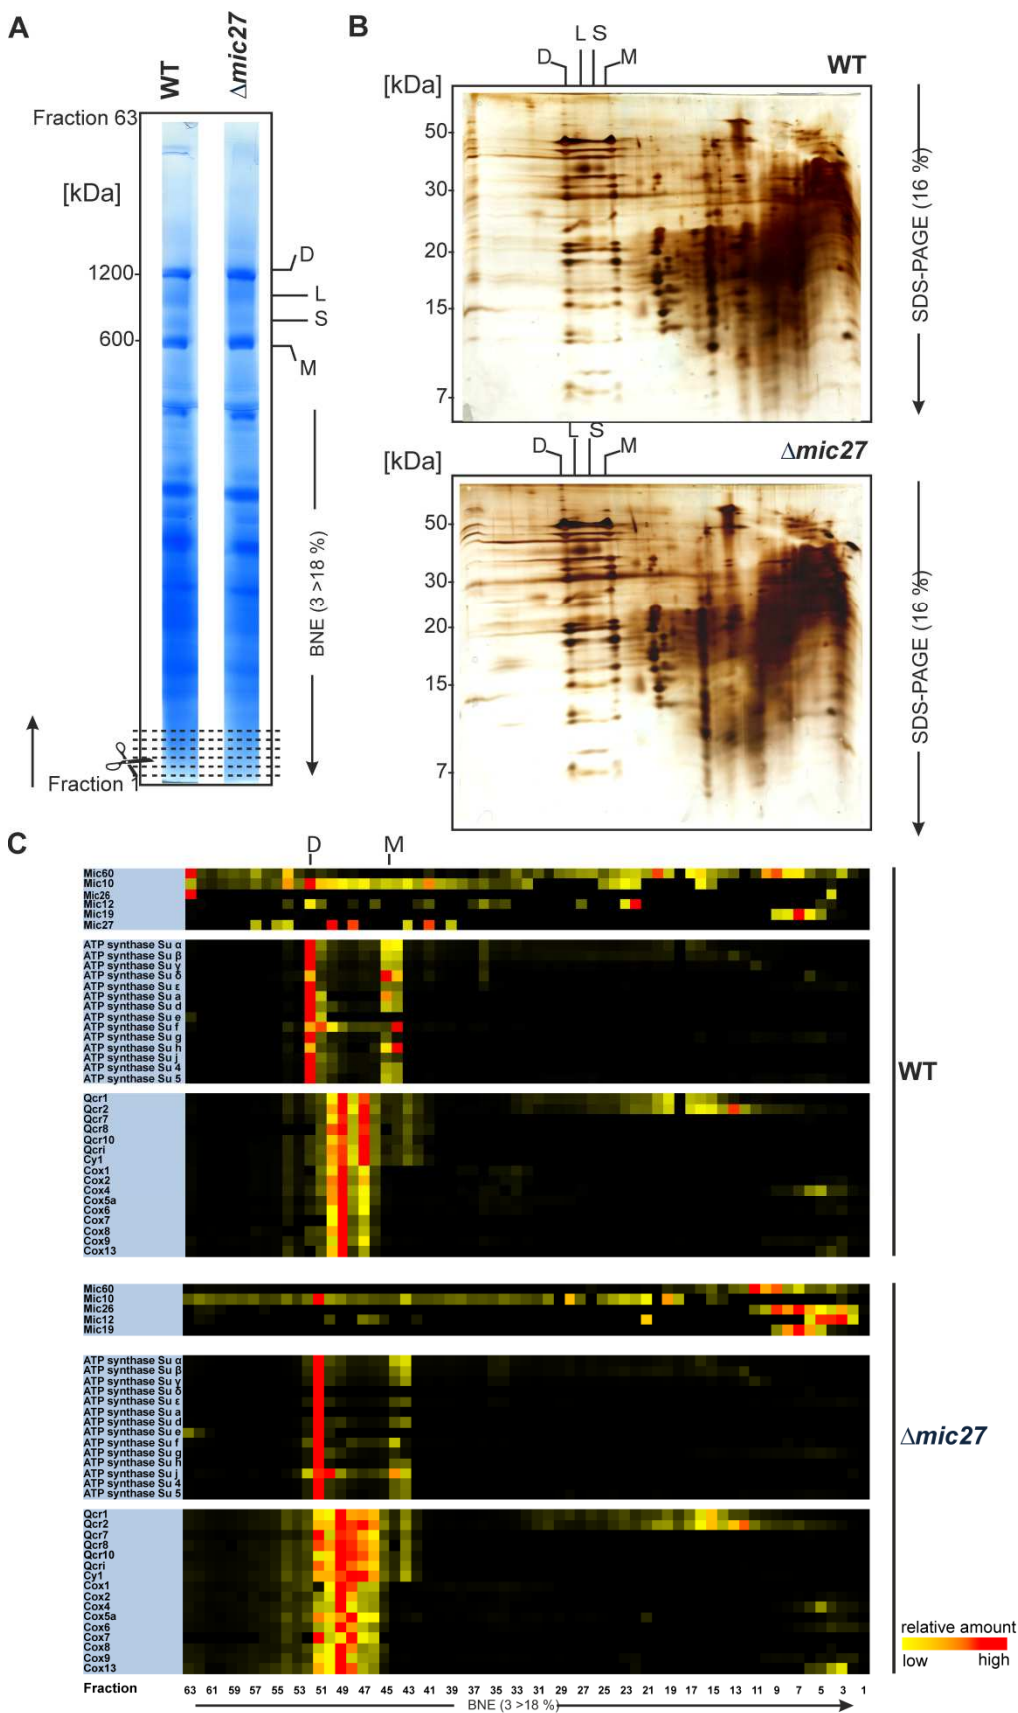 A
WT
Δmic27
Fraction 63
[kDa]
1200
600
D
L
S
M
BNE (3 >18 %)
Fraction 1
B
L S
D M
WT
[kDa]
50
30
20
15
7
SDS-PAGE (16 %)
L S
D M
Δmic27
[kDa]
50
30
20
15
7
SDS-PAGE (16 %)
C
D M
Mic60
Mic10
Mic26
Mic12
Mic19
Mic27
ATP synthase Su α
ATP synthase Su β
ATP synthase Su γ
ATP synthase Su δ
ATP synthase Su ε
ATP synthase Su a
ATP synthase Su d
ATP synthase Su e
ATP synthase Su f
ATP synthase Su g
ATP synthase Su h
ATP synthase Su j
ATP synthase Su 4
ATP synthase Su 5
Qcr1
Qcr2
Qcr7
Qcr8
Qcr10
Qcri
Cy1
Cox1
Cox2
Cox4
Cox5a
Cox6
Cox7
Cox8
Cox9
Cox13
WT
Mic60
Mic10
Mic26
Mic12
Mic19
ATP synthase Su α
ATP synthase Su β
ATP synthase Su γ
ATP synthase Su δ
ATP synthase Su ε
ATP synthase Su a
ATP synthase Su d
ATP synthase Su e
ATP synthase Su f
ATP synthase Su g
ATP synthase Su h
ATP synthase Su j
ATP synthase Su 4
ATP synthase Su 5
Δmic27
Qcr1
Qcr2
Qcr7
Qcr8
Qcr10
Qcri
Cy1
Cox1
Cox2
Cox4
Cox5a
Cox6
Cox7
Cox8
Cox9
Cox13
relative amount
low high
Fraction 63 61 59 57 55 53 51 49 47 45 43 41 39 37 35 33 31 29 27 25 23 21 19 17 15 13 11 9 7 5 3 1
BNE (3 >18 %)